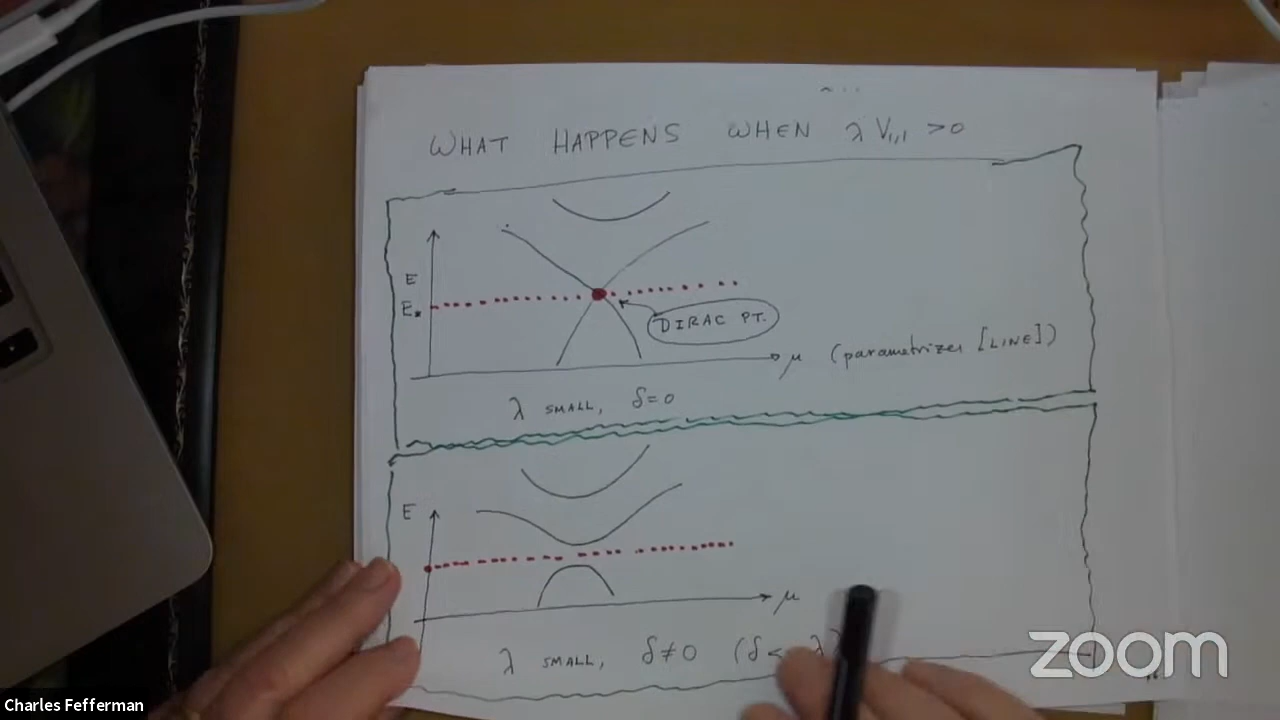 WHAT HAPPENS WHEN λ V₁,₁ >0
E
E*
DIRAC PT.
μ (parametrizes [LINE])
λ SMALL, δ=0
E
μ
λ SMALL, δ≠0 (δ<
zoom
Charles Fefferman